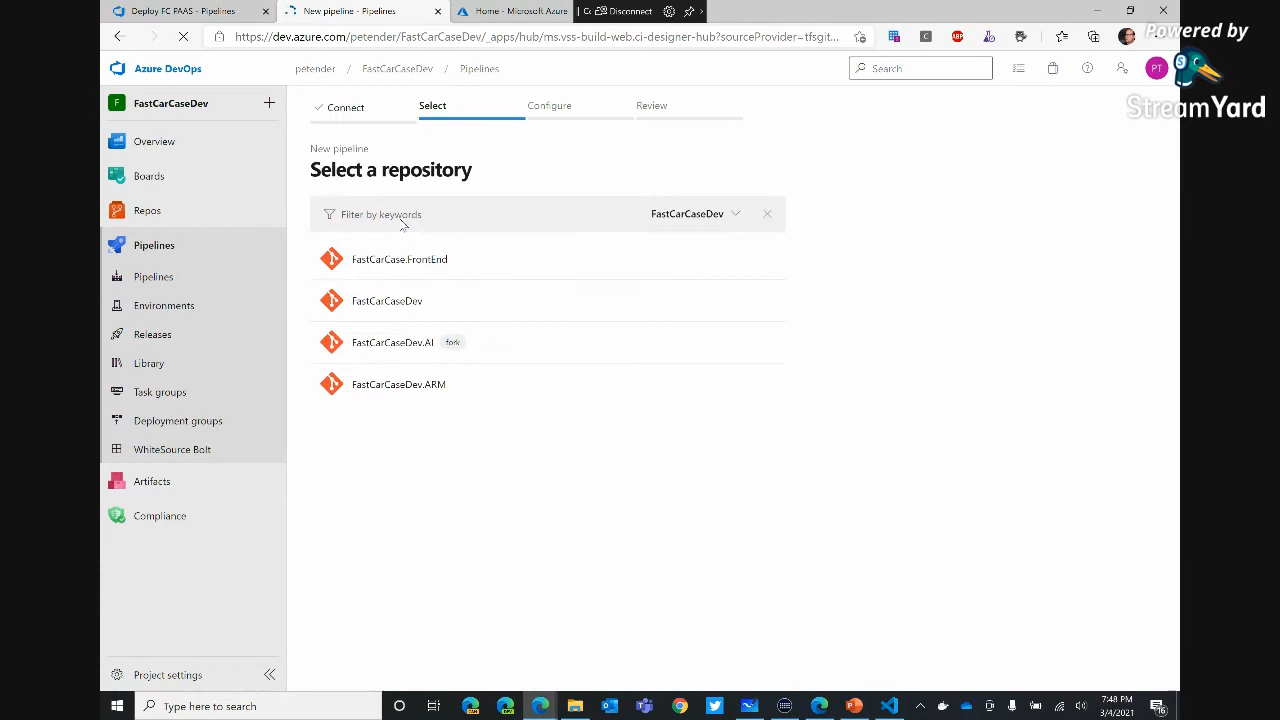 Deploy FC PAAS - Pipelines
New pipeline - Pipelines
Home - Microsoft Azure
Disconnect
https://dev.azure.com/petender/FastCarCaseDev/_apps/hub/ms.vss-build-web.ci-designer-hub?sourceProvider=tfsgit...
Powered by
StreamYard
Azure DevOps
petender / FastCarCaseDev / Pipelines
Search
PT
F FastCarCaseDev
Overview
Boards
Repos
Pipelines
Pipelines
Environments
Releases
Library
Task groups
Deployment groups
WhiteSource Bolt
Artifacts
Compliance
Project settings
Connect
Select
Configure
Review
New pipeline
Select a repository
Filter by keywords
FastCarCaseDev
FastCarCase.FrontEnd
FastCarCaseDev
FastCarCaseDev.AI fork
FastCarCaseDev.ARM
Type here to search
7:48 PM
3/4/2021